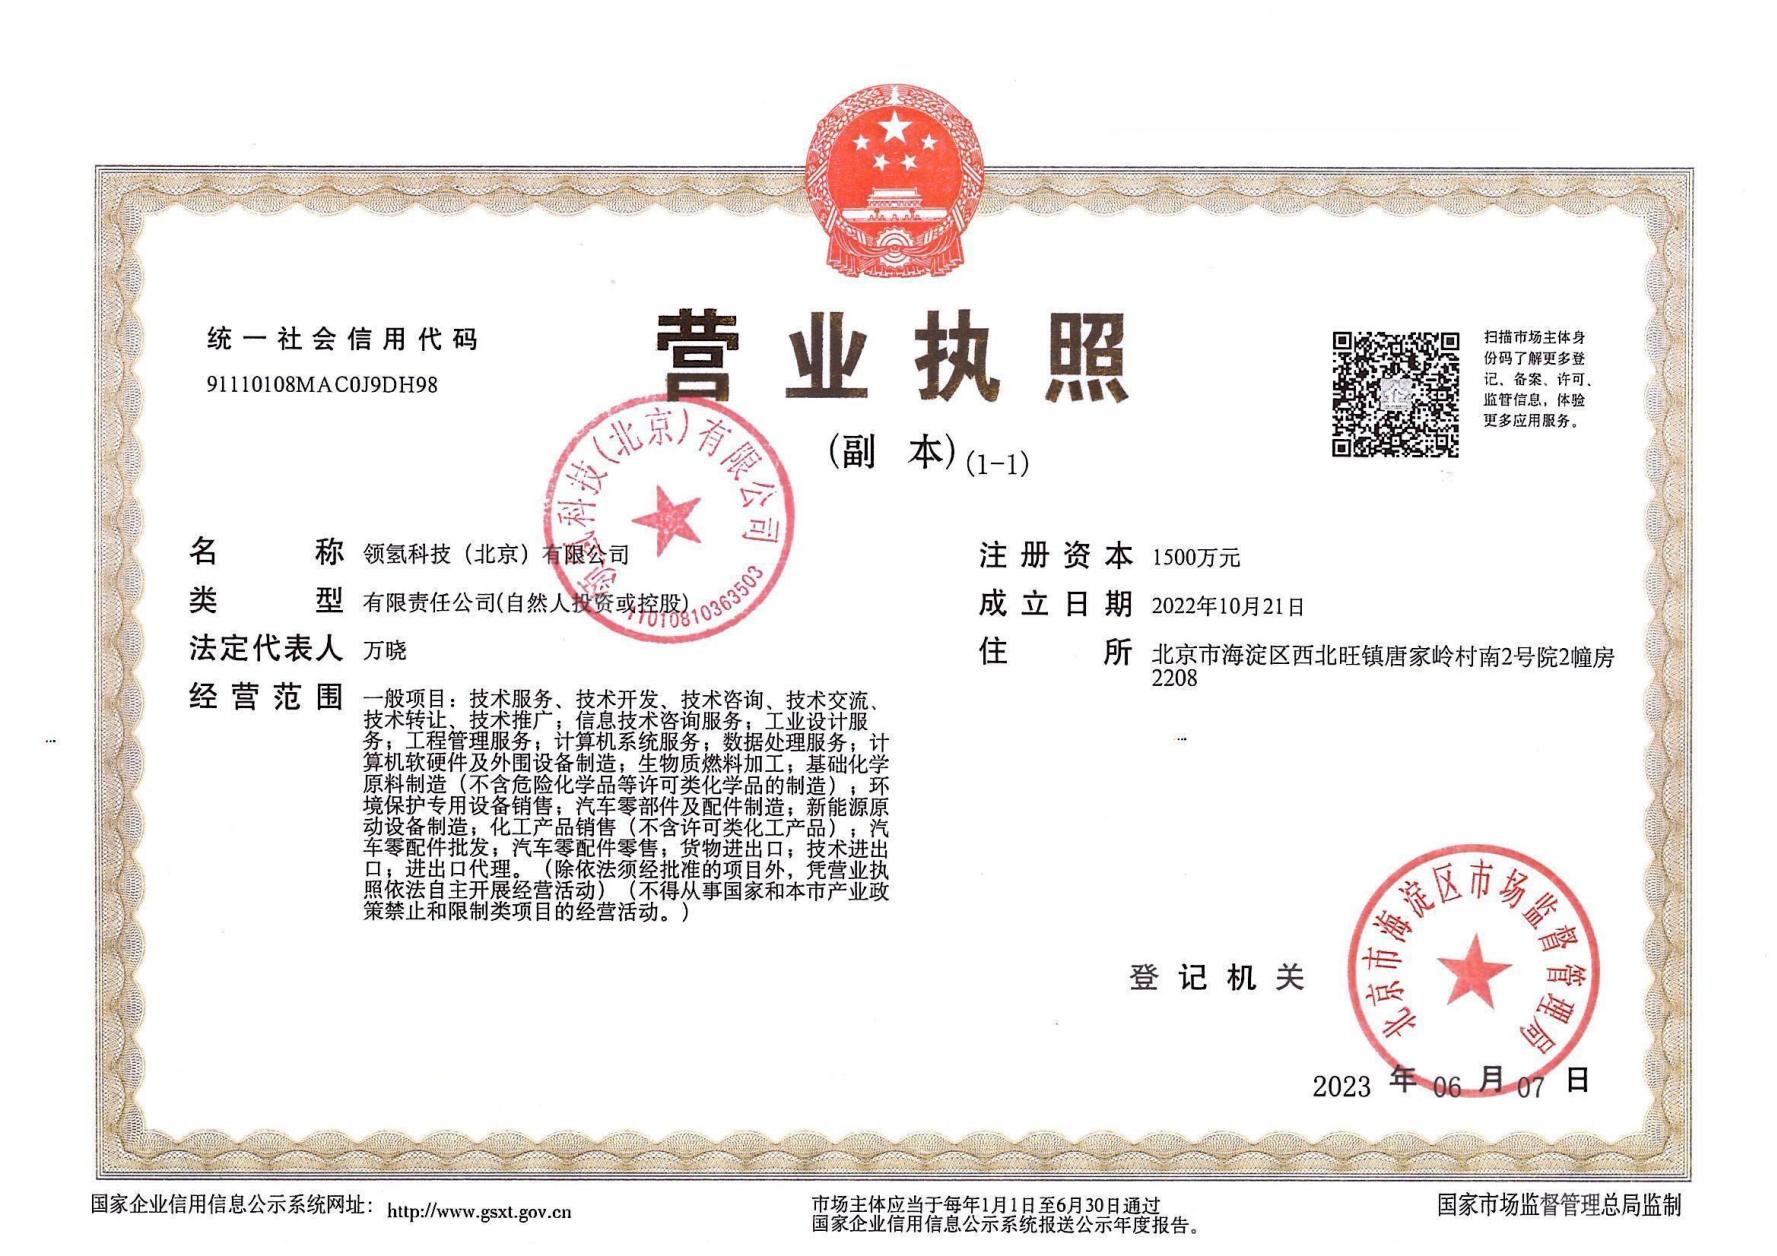 统一社会信用代码
91110108MAC0J9DH98
营业执照
(副 本)(1-1)
扫描市场主体身
份码了解更多登
记、备案、许可、
监管信息，体验
更多应用服务。
名 称 领氢科技（北京）有限公司
类 型 有限责任公司(自然人投资或控股)
法定代表人 万晓
经营范围 一般项目：技术服务、技术开发、技术咨询、技术交流、
技术转让、技术推广；信息技术咨询服务；工业设计服
务；工程管理服务；计算机系统服务；数据处理服务；计
算机软硬件及外围设备制造；生物质燃料加工；基础化学
原料制造（不含危险化学品等许可类化学品的制造）；环
境保护专用设备销售；汽车零部件及配件制造；新能源原
动设备制造；化工产品销售（不含许可类化工产品）；汽
车零配件批发；汽车零配件零售；货物进出口；技术进出
口；进出口代理。（除依法须经批准的项目外，凭营业执
照依法自主开展经营活动）（不得从事国家和本市产业政
策禁止和限制类项目的经营活动。）
注册资本 1500万元
成立日期 2022年10月21日
住 所 北京市海淀区西北旺镇唐家岭村南2号院2幢房
2208
领氢科技(北京)有限公司
11010810363503
登记机关
北京市海淀区市场监督管理局
2023 年 06 月 07 日
国家企业信用信息公示系统网址：http://www.gsxt.gov.cn
市场主体应当于每年1月1日至6月30日通过
国家企业信用信息公示系统报送公示年度报告。
国家市场监督管理总局监制